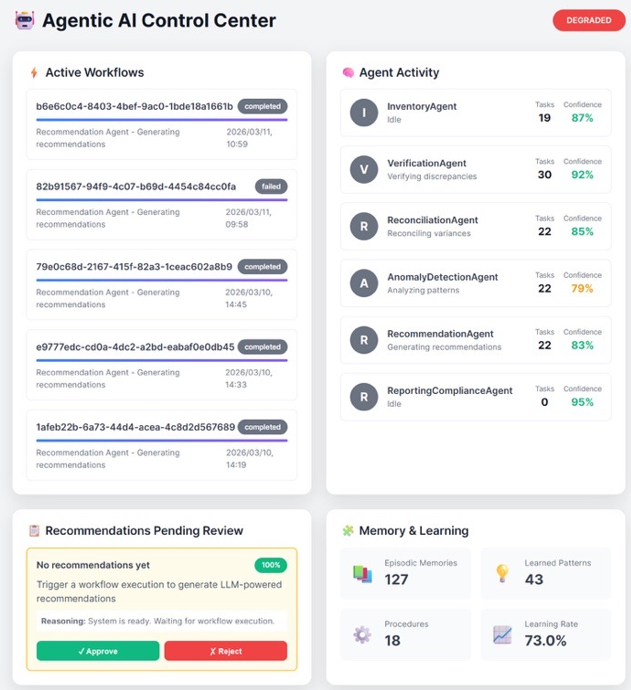 Agentic AI Control Center
DEGRADED
Active Workflows
b6e6c0c4-8403-4bef-9ac0-1bde18a1661b
completed
Recommendation Agent - Generating
recommendations
2026/03/11,
10:59
82b91567-94f9-4c07-b69d-4454c84cc0fa
failed
Recommendation Agent - Generating
recommendations
2026/03/11,
09:58
79e0c68d-2167-415f-82a3-1ceac602a8b9
completed
Recommendation Agent - Generating
recommendations
2026/03/10,
14:45
e9777edc-cd0a-4dc2-a2bd-eabaf0e0db45
completed
Recommendation Agent - Generating
recommendations
2026/03/10,
14:33
1afeb22b-6a73-44d4-acea-4c8d2d567689
completed
Recommendation Agent - Generating
recommendations
2026/03/10,
14:19
Agent Activity
I
InventoryAgent
Idle
Tasks
19
Confidence
87%
V
VerificationAgent
Verifying discrepancies
Tasks
30
Confidence
92%
R
ReconciliationAgent
Reconciling variances
Tasks
22
Confidence
85%
A
AnomalyDetectionAgent
Analyzing patterns
Tasks
22
Confidence
79%
R
RecommendationAgent
Generating recommendations
Tasks
22
Confidence
83%
R
ReportingComplianceAgent
Idle
Tasks
0
Confidence
95%
Recommendations Pending Review
No recommendations yet
100%
Trigger a workflow execution to generate LLM-powered
recommendations
Reasoning: System is ready. Waiting for workflow execution.
✓ Approve
✗ Reject
Memory & Learning
Episodic Memories
127
Learned Patterns
43
Procedures
18
Learning Rate
73.0%